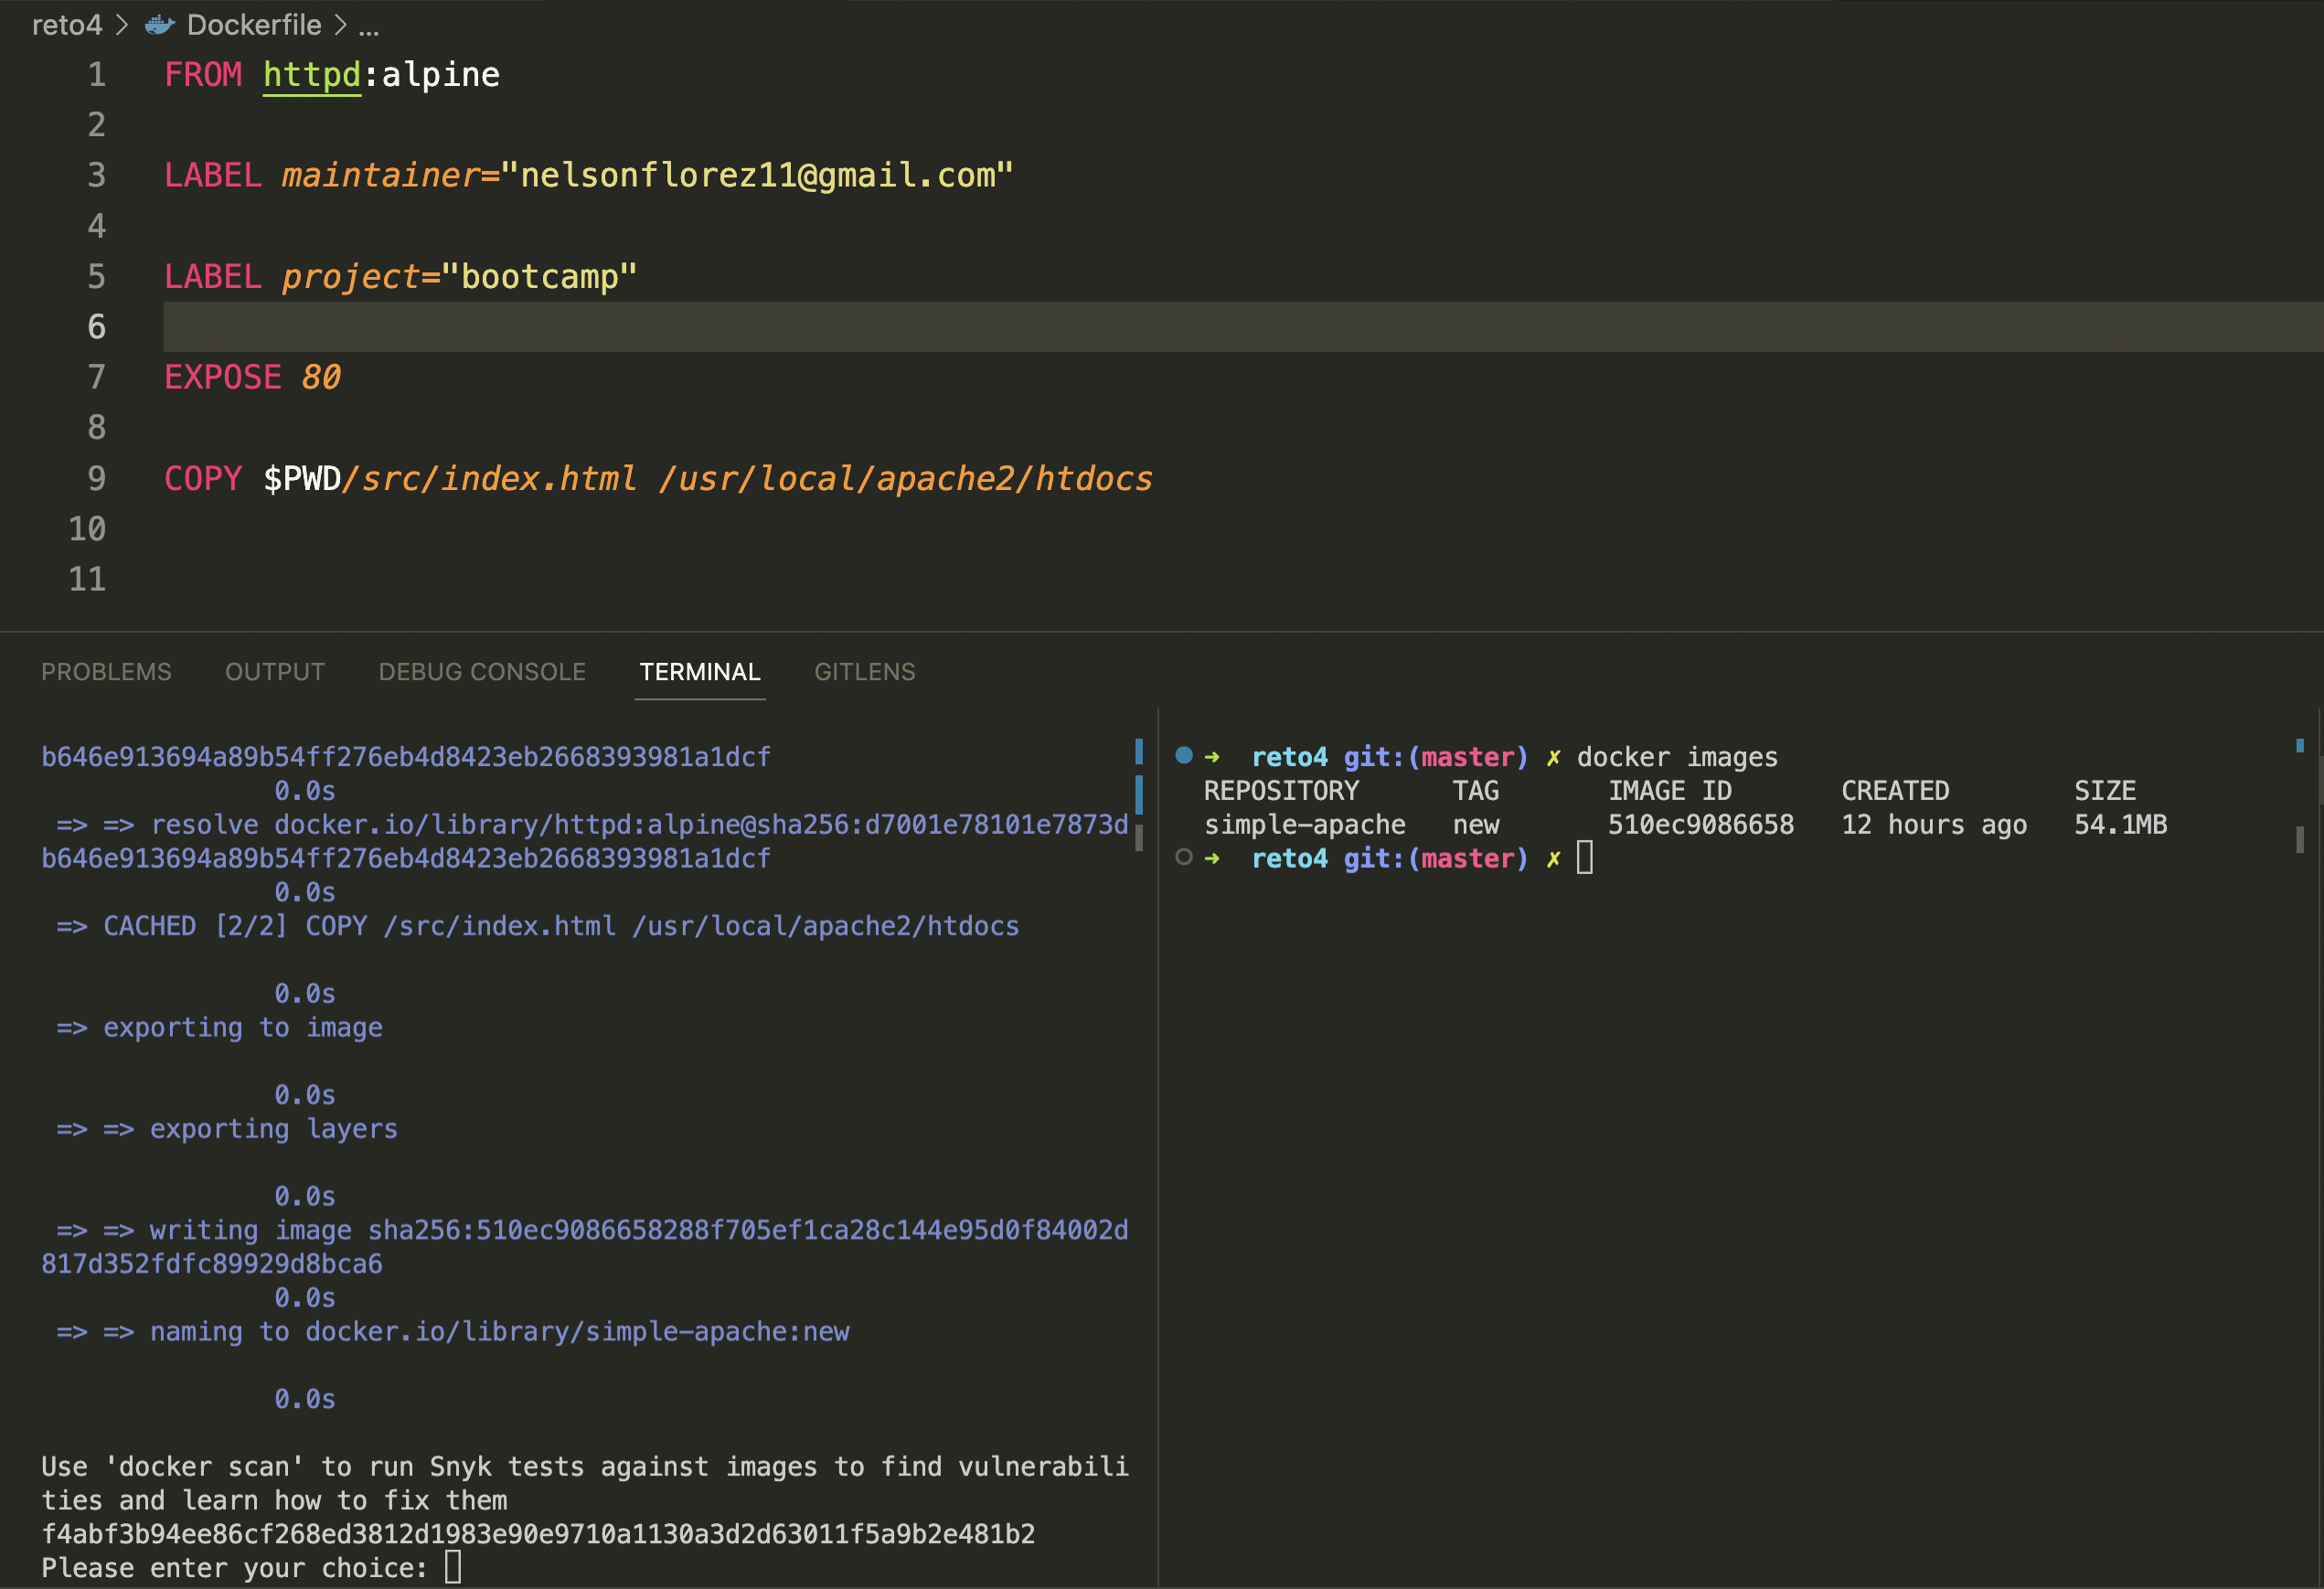 reto4 > Dockerfile > ...
1 FROM httpd:alpine
2
3 LABEL maintainer="nelsonflorez11@gmail.com"
4
5 LABEL project="bootcamp"
6
7 EXPOSE 80
8
9 COPY $PWD/src/index.html /usr/local/apache2/htdocs
10
11
PROBLEMS OUTPUT DEBUG CONSOLE TERMINAL GITLENS
b646e913694a89b54ff276eb4d8423eb2668393981a1dcf
0.0s
=> => resolve docker.io/library/httpd:alpine@sha256:d7001e78101e7873d
b646e913694a89b54ff276eb4d8423eb2668393981a1dcf
0.0s
=> CACHED [2/2] COPY /src/index.html /usr/local/apache2/htdocs
0.0s
=> exporting to image
0.0s
=> => exporting layers
0.0s
=> => writing image sha256:510ec9086658288f705ef1ca28c144e95d0f84002d
817d352fdfc89929d8bca6
0.0s
=> => naming to docker.io/library/simple-apache:new
0.0s
Use 'docker scan' to run Snyk tests against images to find vulnerabili
ties and learn how to fix them
f4abf3b94ee86cf268ed3812d1983e90e9710a1130a3d2d63011f5a9b2e481b2
Please enter your choice:
➜ reto4 git:(master) ✗ docker images
REPOSITORY TAG IMAGE ID CREATED SIZE
simple-apache new 510ec9086658 12 hours ago 54.1MB
➜ reto4 git:(master) ✗